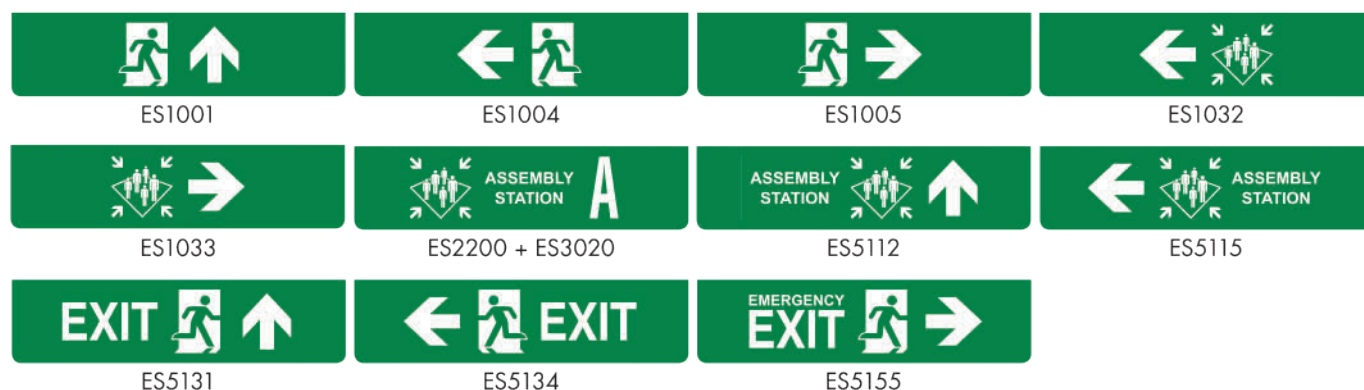 ES1001
ES1004
ES1005
ES1032
ES1033
ASSEMBLY
STATION
A
ES2200 + ES3020
ASSEMBLY
STATION
ES5112
ASSEMBLY
STATION
ES5115
EXIT
ES5131
EXIT
ES5134
EMERGENCY
EXIT
ES5155